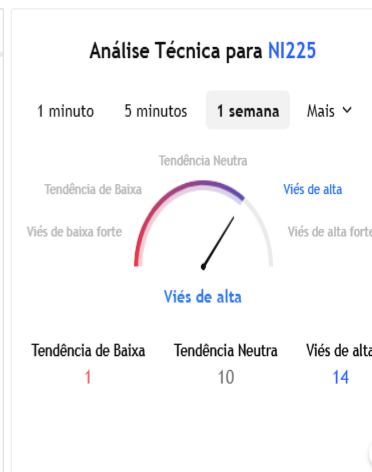 Análise Técnica para NI225
1 minuto 5 minutos 1 semana Mais
Tendência Neutra
Tendência de Baixa Viés de alta
Viés de baixa forte Viés de alta forte
Viés de alta
Tendência de Baixa Tendência Neutra Viés de alta
1 10 14